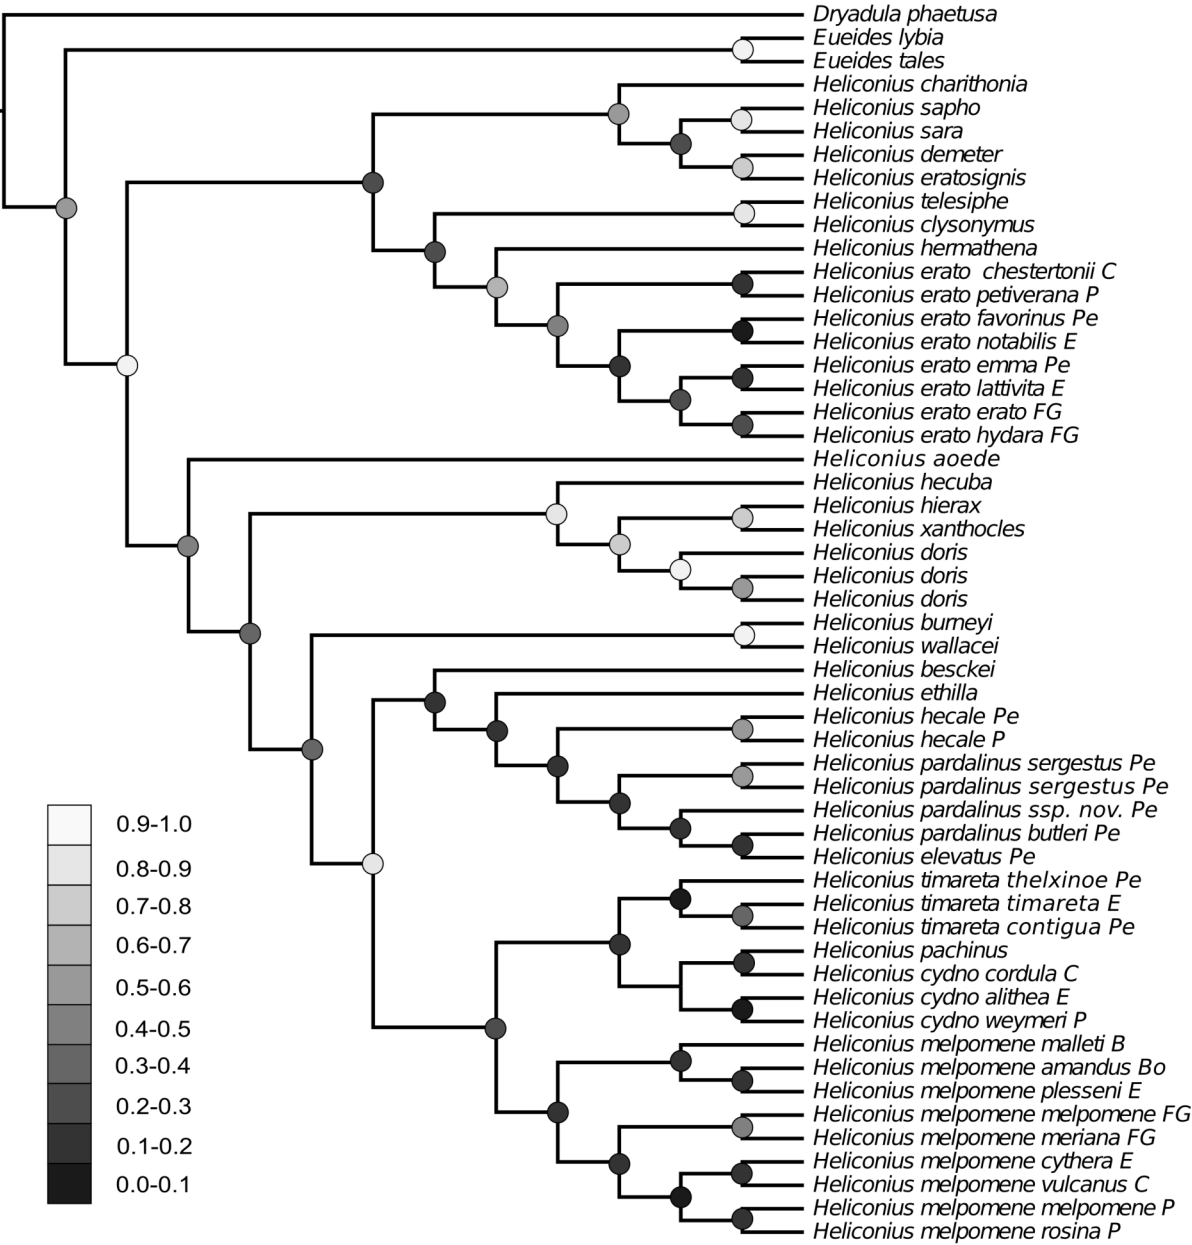 Dryadula phaetusa
Eueides lybia
Eueides tales
Heliconius charithonia
Heliconius sapho
Heliconius sara
Heliconius demeter
Heliconius eratosignis
Heliconius telesiphe
Heliconius clysonymus
Heliconius hermathena
Heliconius erato chestertonii C
Heliconius erato petiverana P
Heliconius erato favorinus Pe
Heliconius erato notabilis E
Heliconius erato emma Pe
Heliconius erato lattivita E
Heliconius erato erato FG
Heliconius erato hydara FG
Heliconius aoede
Heliconius hecuba
Heliconius hierax
Heliconius xanthocles
Heliconius doris
Heliconius doris
Heliconius doris
Heliconius burneyi
Heliconius wallacei
Heliconius besckei
Heliconius ethilla
Heliconius hecale Pe
Heliconius hecale P
Heliconius pardalinus sergestus Pe
Heliconius pardalinus sergestus Pe
Heliconius pardalinus ssp. nov. Pe
Heliconius pardalinus butleri Pe
Heliconius elevatus Pe
Heliconius timareta thelxinoe Pe
Heliconius timareta timareta E
Heliconius timareta contigua Pe
Heliconius pachinus
Heliconius cydno cordula C
Heliconius cydno alithea E
Heliconius cydno weymeri P
Heliconius melpomene malleti B
Heliconius melpomene amandus Bo
Heliconius melpomene plesseni E
Heliconius melpomene melpomene FG
Heliconius melpomene meriana FG
Heliconius melpomene cythera E
Heliconius melpomene vulcanus C
Heliconius melpomene melpomene P
Heliconius melpomene rosina P
0.9-1.0
0.8-0.9
0.7-0.8
0.6-0.7
0.5-0.6
0.4-0.5
0.3-0.4
0.2-0.3
0.1-0.2
0.0-0.1